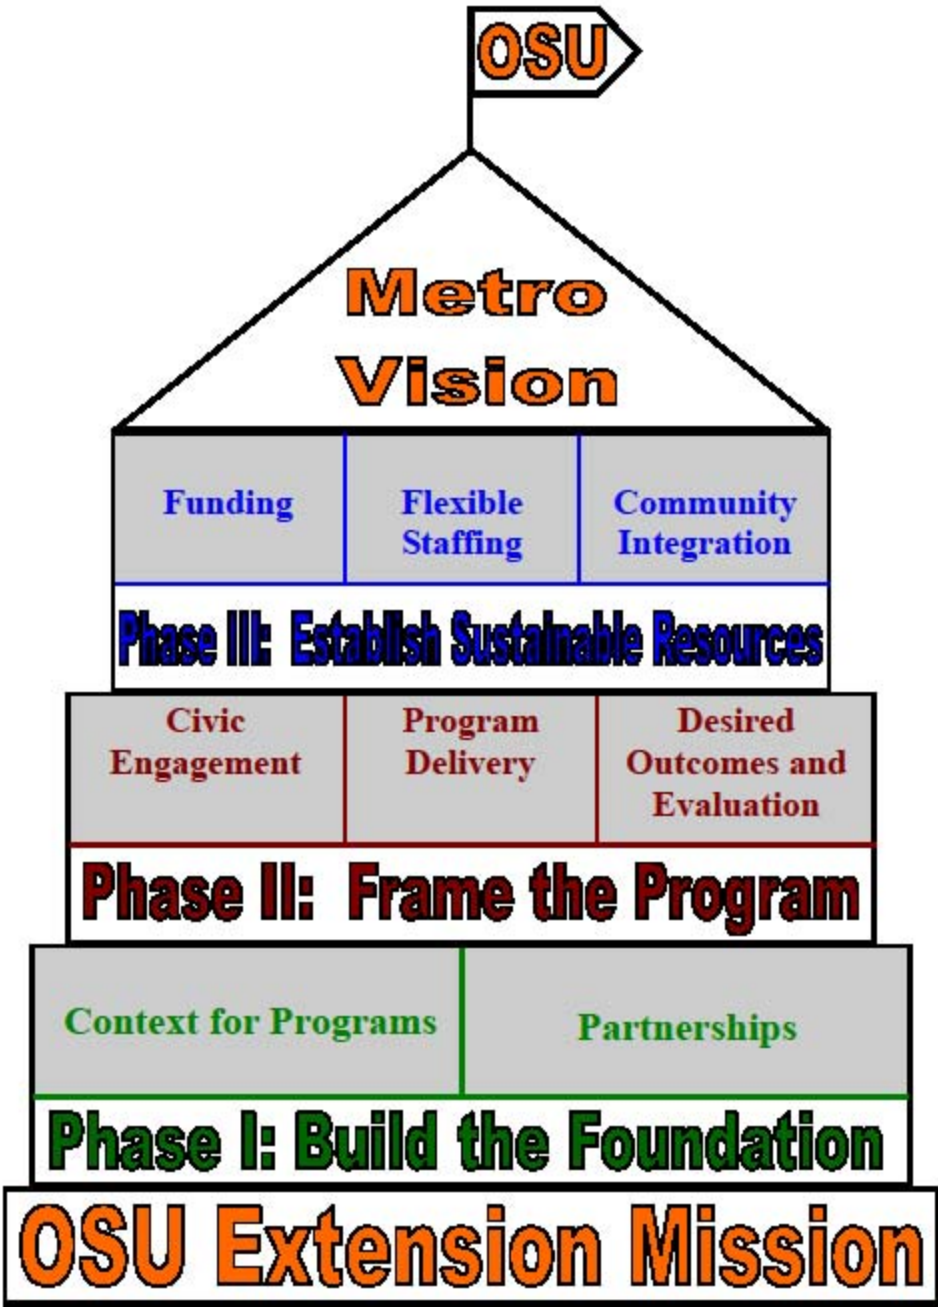 OSU
Metro
Vision
Funding
Flexible
Staffing
Community
Integration
Phase III: Establish Sustainable Resources
Civic
Engagement
Program
Delivery
Desired
Outcomes and
Evaluation
Phase II: Frame the Program
Context for Programs
Partnerships
Phase I: Build the Foundation
OSU Extension Mission